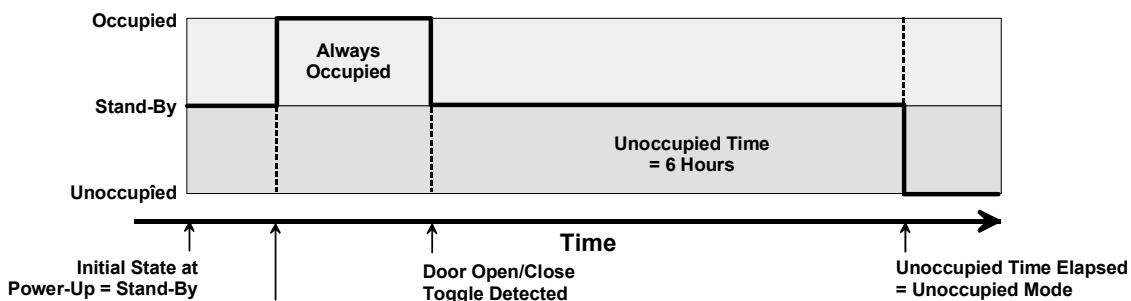 Occupied
Always
Occupied
Stand-By
Unoccupied Time
= 6 Hours
Unoccupied
Time
Initial State at
Power-Up = Stand-By
Door Open/Close
Toggle Detected
Unoccupied Time Elapsed
= Unoccupied Mode